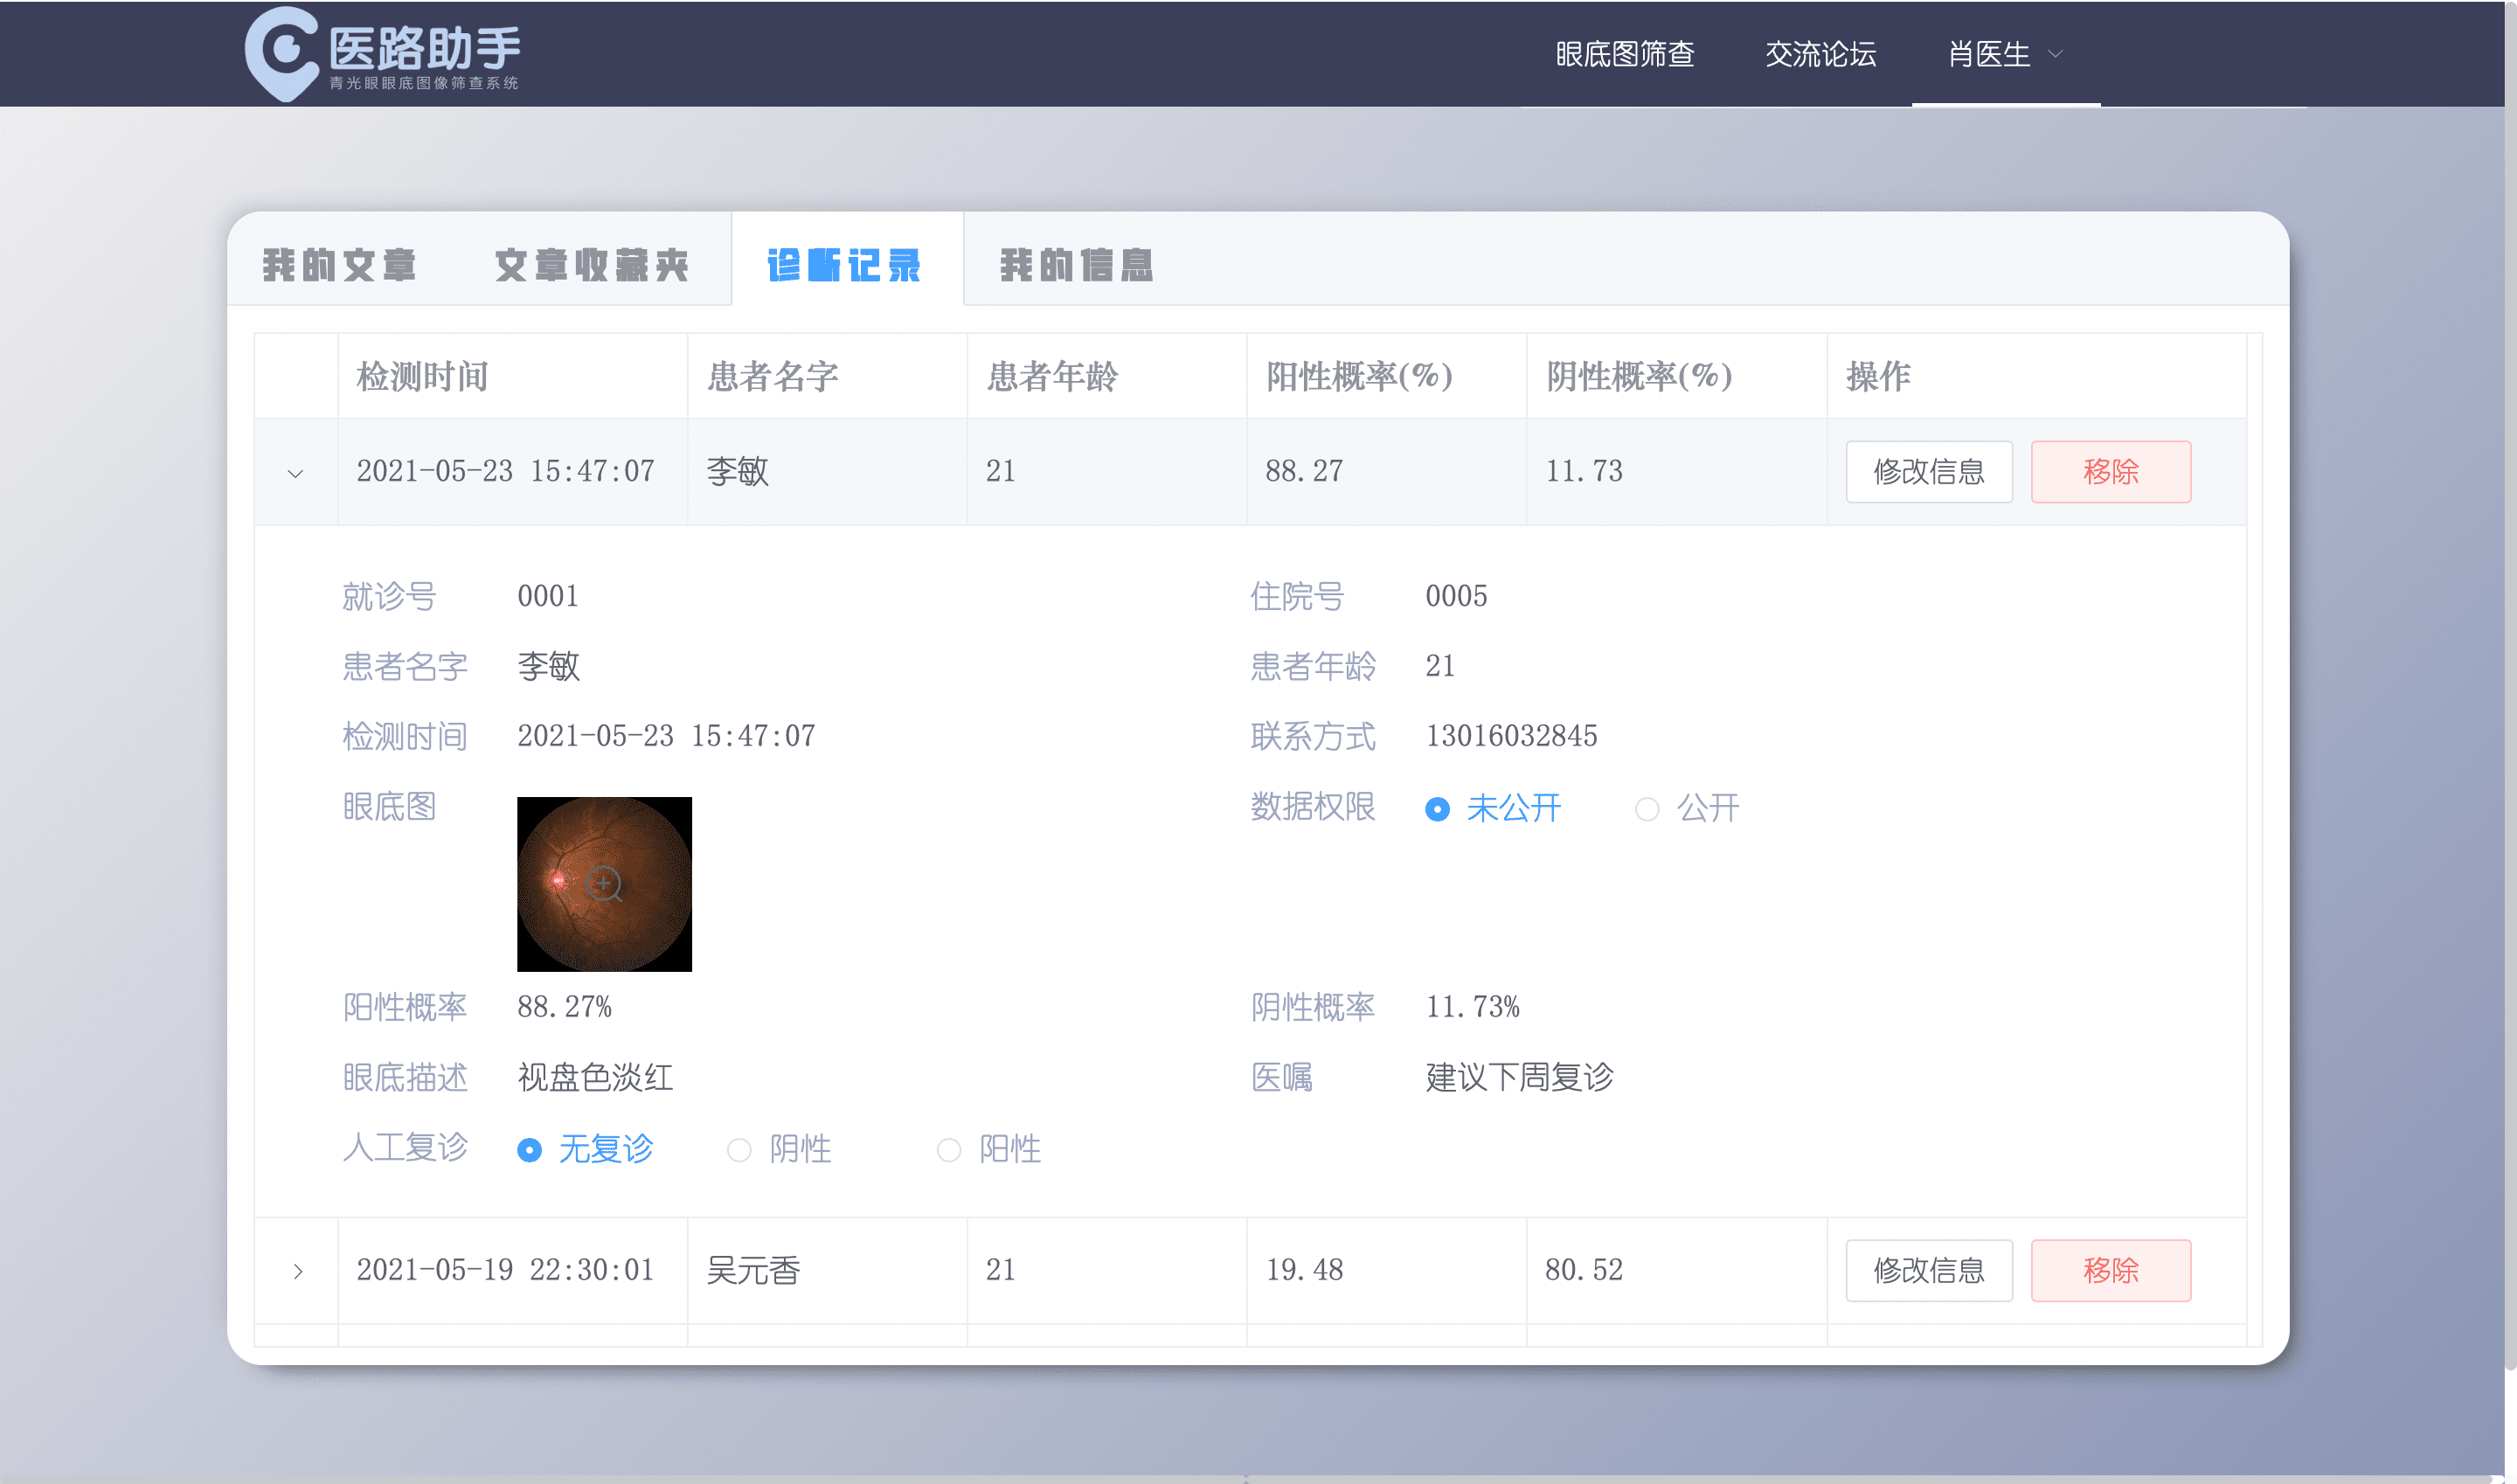 医路助手
青光眼眼底图像筛查系统
眼底图筛查 交流论坛 肖医生
我的文章 文章收藏夹 诊断记录 我的信息
检测时间 患者名字 患者年龄 阳性概率(%) 阴性概率(%) 操作
2021-05-23 15:47:07 李敏 21 88.27 11.73 修改信息 移除
就诊号 0001 住院号 0005
患者名字 李敏 患者年龄 21
检测时间 2021-05-23 15:47:07 联系方式 13016032845
眼底图 数据权限 未公开 公开
阳性概率 88.27% 阴性概率 11.73%
眼底描述 视盘色淡红 医嘱 建议下周复诊
人工复诊 无复诊 阴性 阳性
2021-05-19 22:30:01 吴元香 21 19.48 80.52 修改信息 移除